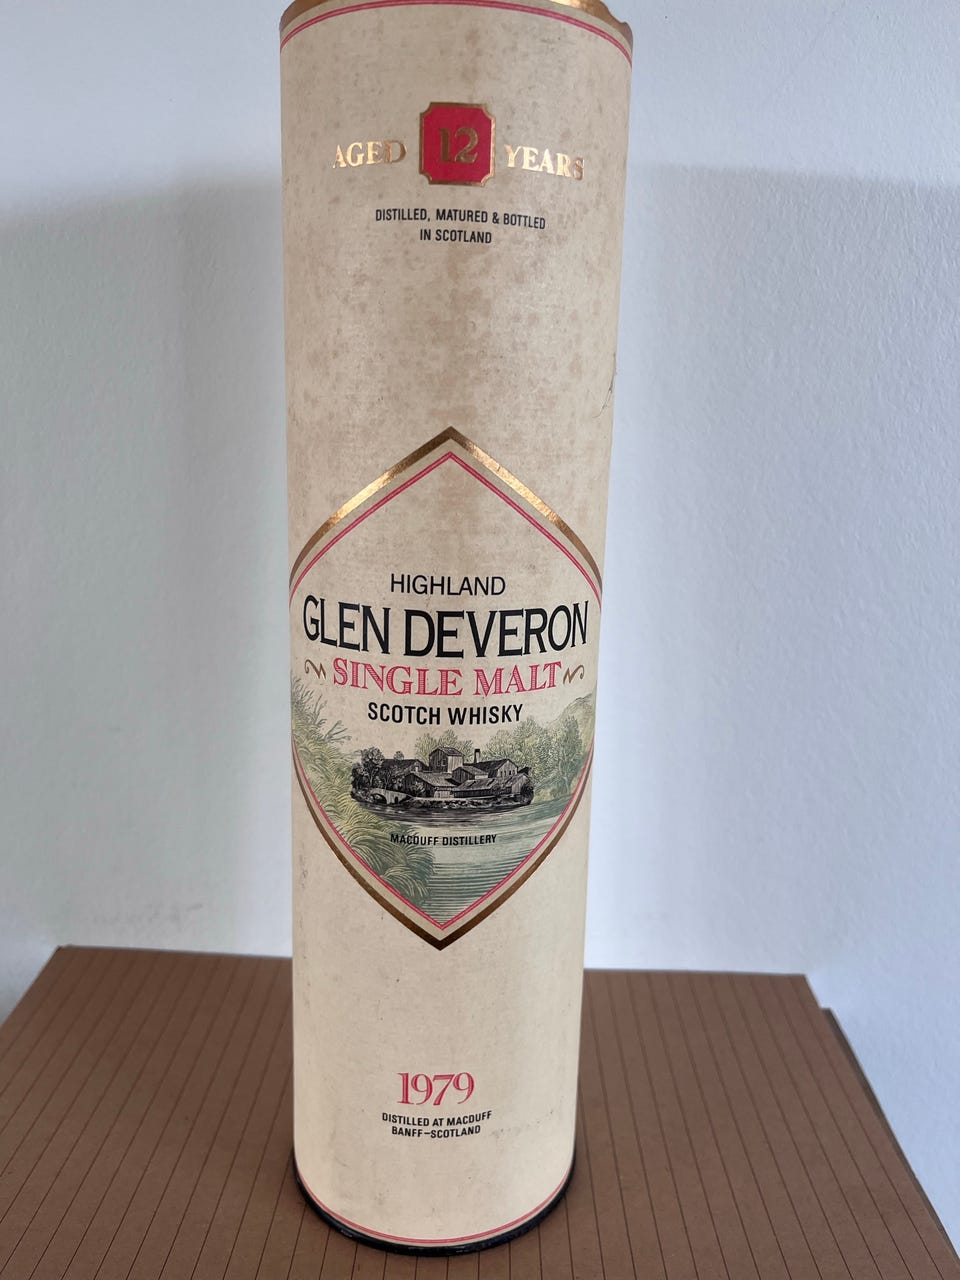 AGED 12 YEARS
DISTILLED, MATURED & BOTTLED
IN SCOTLAND
HIGHLAND
GLEN DEVERON
SINGLE MALT
SCOTCH WHISKY
MACDUFF DISTILLERY
1979
DISTILLED AT MACDUFF
BANFF–SCOTLAND